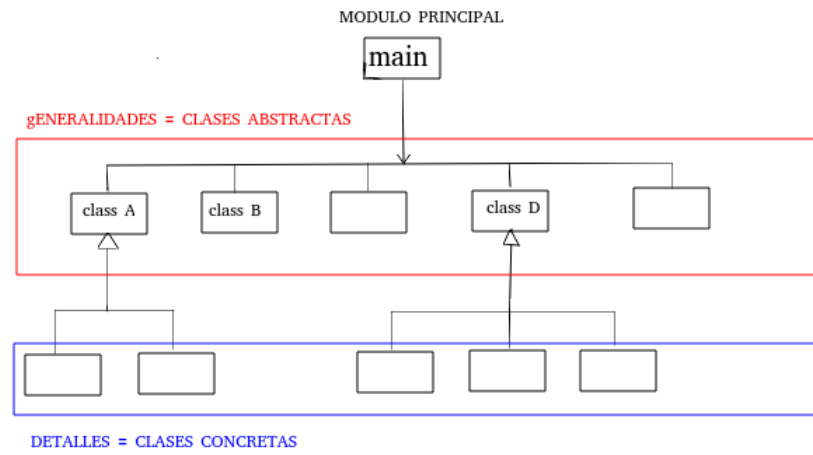 MODULO PRINCIPAL
main
gENERALIDADES = CLASES ABSTRACTAS
class A
class B
class D
DETALLES = CLASES CONCRETAS